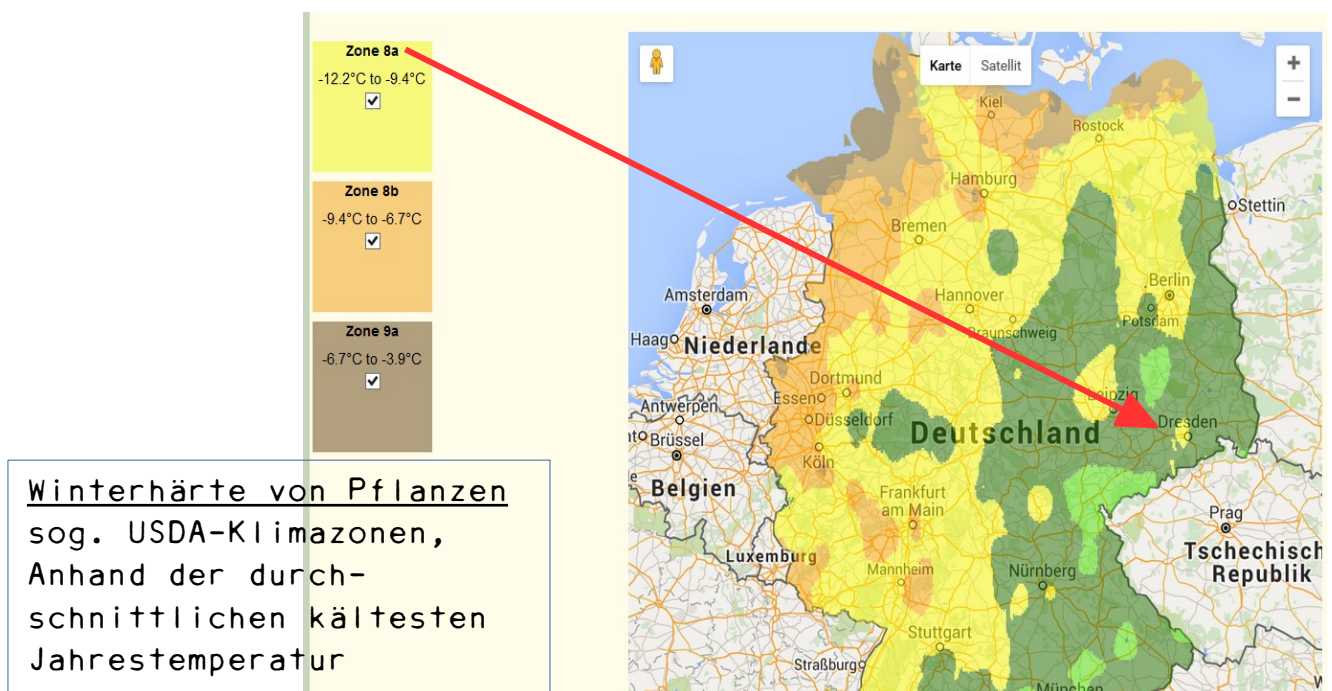 Zone 8a
-12.2°C to -9.4°C
Zone 8b
-9.4°C to -6.7°C
Zone 9a
-6.7°C to -3.9°C
Winterhärte von Pflanzen
sog. USDA-Klimazonen,
Anhand der durch-
schnittlichen kältesten
Jahrestemperatur
Karte Satellit
+
−
Kiel
Rostock
Hamburg
Stettin
Bremen
Berlin
Amsterdam
Hannover
Potsdam
Braunschweig
Haag
Niederlande
Dortmund
Essen
Leipzig
Antwerpen
Düsseldorf
Deutschland
Dresden
Brüssel
Köln
Belgien
Frankfurt
am Main
Prag
Luxemburg
Mannheim
Nürnberg
Tschechisch
Republik
Stuttgart
Straßburg
München